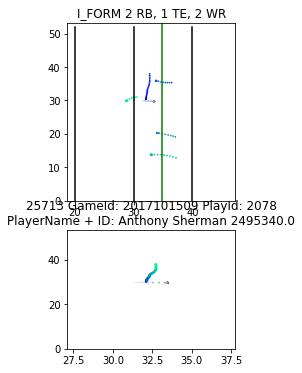 I_FORM 2 RB, 1 TE, 2 WR
50
40
30
20
10
0
20 30 40
25713 GameId: 2017101509 PlayId: 2078
PlayerName + ID: Anthony Sherman 2495340.0
40
20
0
27.5 30.0 32.5 35.0 37.5